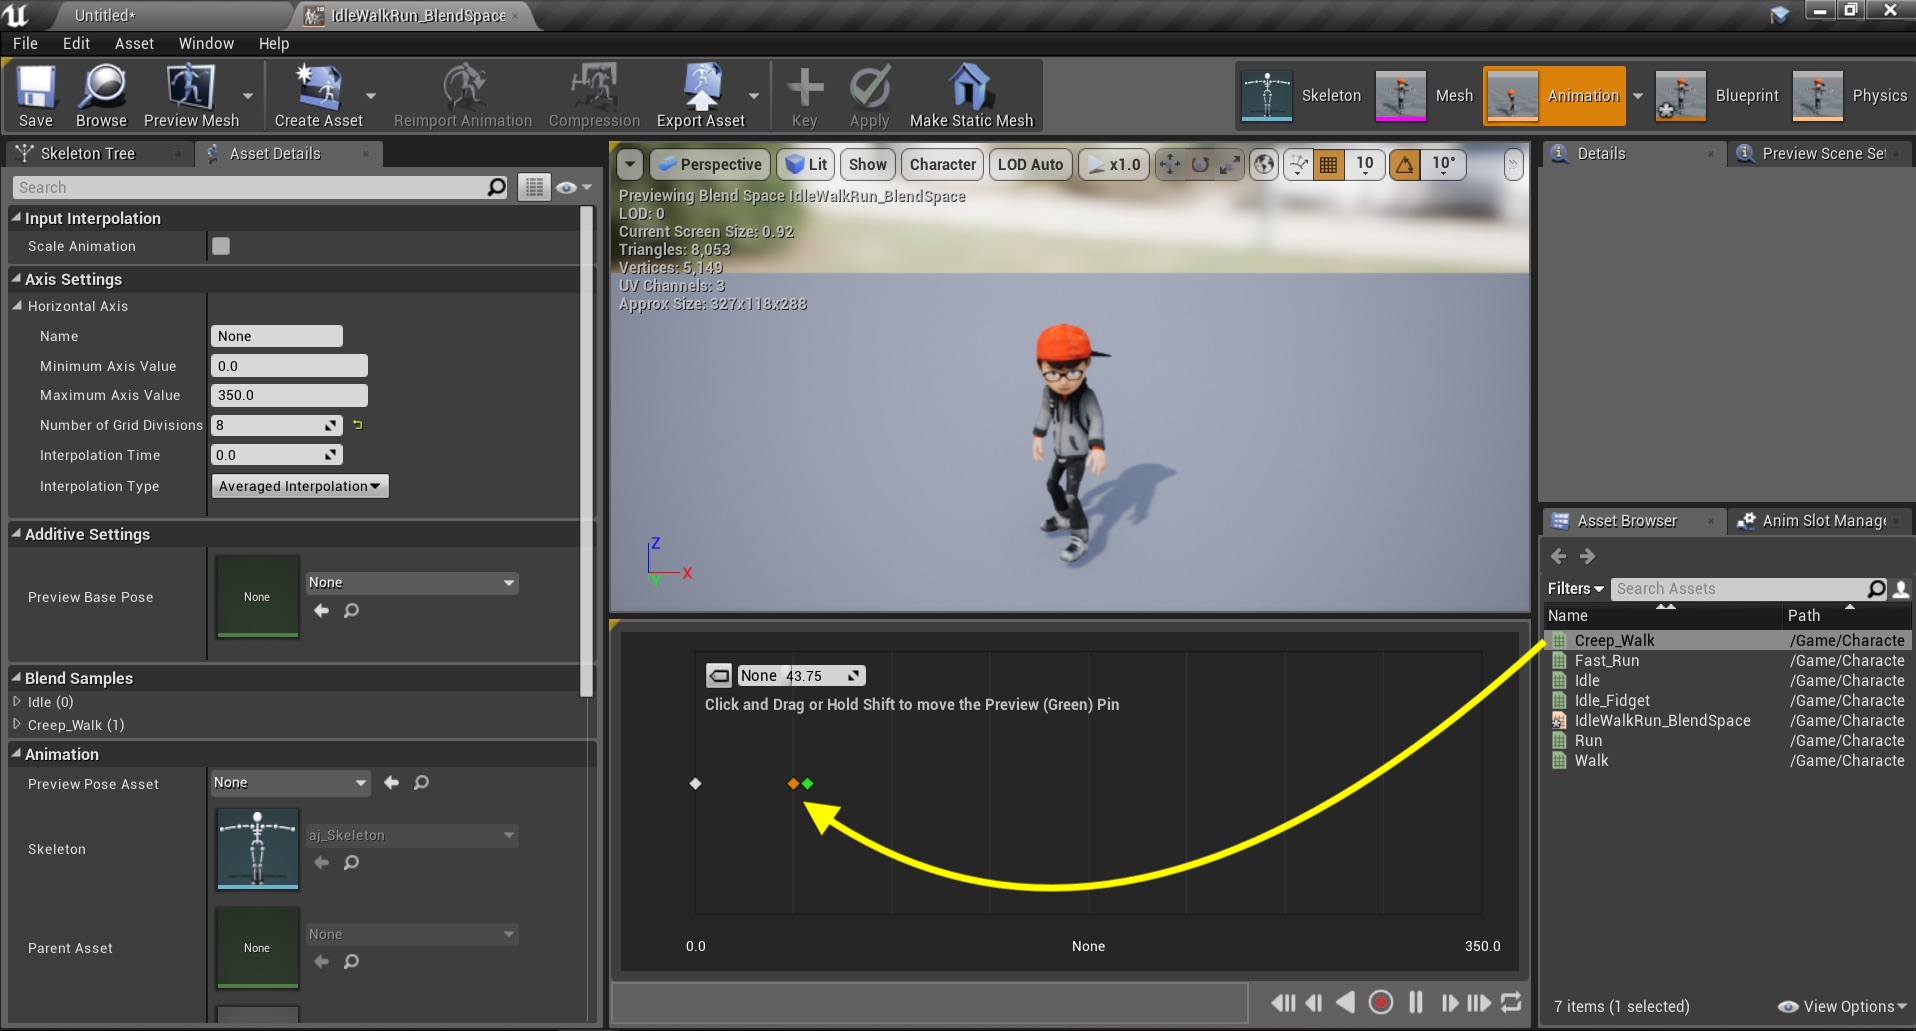 Untitled*
IdleWalkRun_BlendSpace
File Edit Asset Window Help
Save
Browse
Preview Mesh
Create Asset
Reimport Animation
Compression
Export Asset
Key
Apply
Make Static Mesh
Skeleton
Mesh
Animation
Blueprint
Physics
Skeleton Tree
Asset Details
Search
Input Interpolation
Scale Animation
Axis Settings
Horizontal Axis
Name None
Minimum Axis Value 0.0
Maximum Axis Value 350.0
Number of Grid Divisions 8
Interpolation Time 0.0
Interpolation Type Averaged Interpolation
Additive Settings
Preview Base Pose None None
Blend Samples
Idle (0)
Creep_Walk (1)
Animation
Preview Pose Asset None
Skeleton aj_Skeleton
Parent Asset None None
Perspective Lit Show Character LOD Auto x1.0 10 10°
Previewing Blend Space IdleWalkRun_BlendSpace
LOD: 0
Current Screen Size: 0.92
Triangles: 8,053
Vertices: 5,149
UV Channels: 3
Approx Size: 327x118x288
Z
X
Y
None 43.75
Click and Drag or Hold Shift to move the Preview (Green) Pin
0.0 None 350.0
Details
Preview Scene Set
Asset Browser
Anim Slot Manage
Filters Search Assets
Name Path
Creep_Walk /Game/Characte
Fast_Run /Game/Characte
Idle /Game/Characte
Idle_Fidget /Game/Characte
IdleWalkRun_BlendSpace /Game/Characte
Run /Game/Characte
Walk /Game/Characte
7 items (1 selected) View Options